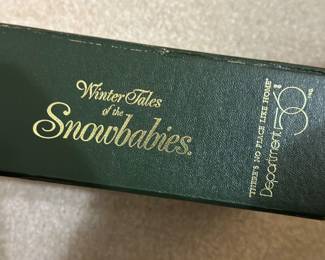 Winter Tales
of the
Snowbabies®
"THERE'S NO PLACE LIKE HOME"
Department 56